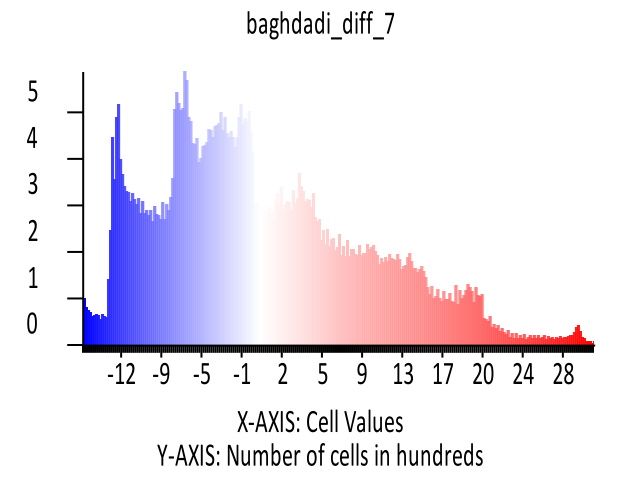 baghdadi_diff_7
5
4
3
2
1
0
-12 -9 -5 -1 2 5 9 13 17 20 24 28
X-AXIS: Cell Values
Y-AXIS: Number of cells in hundreds